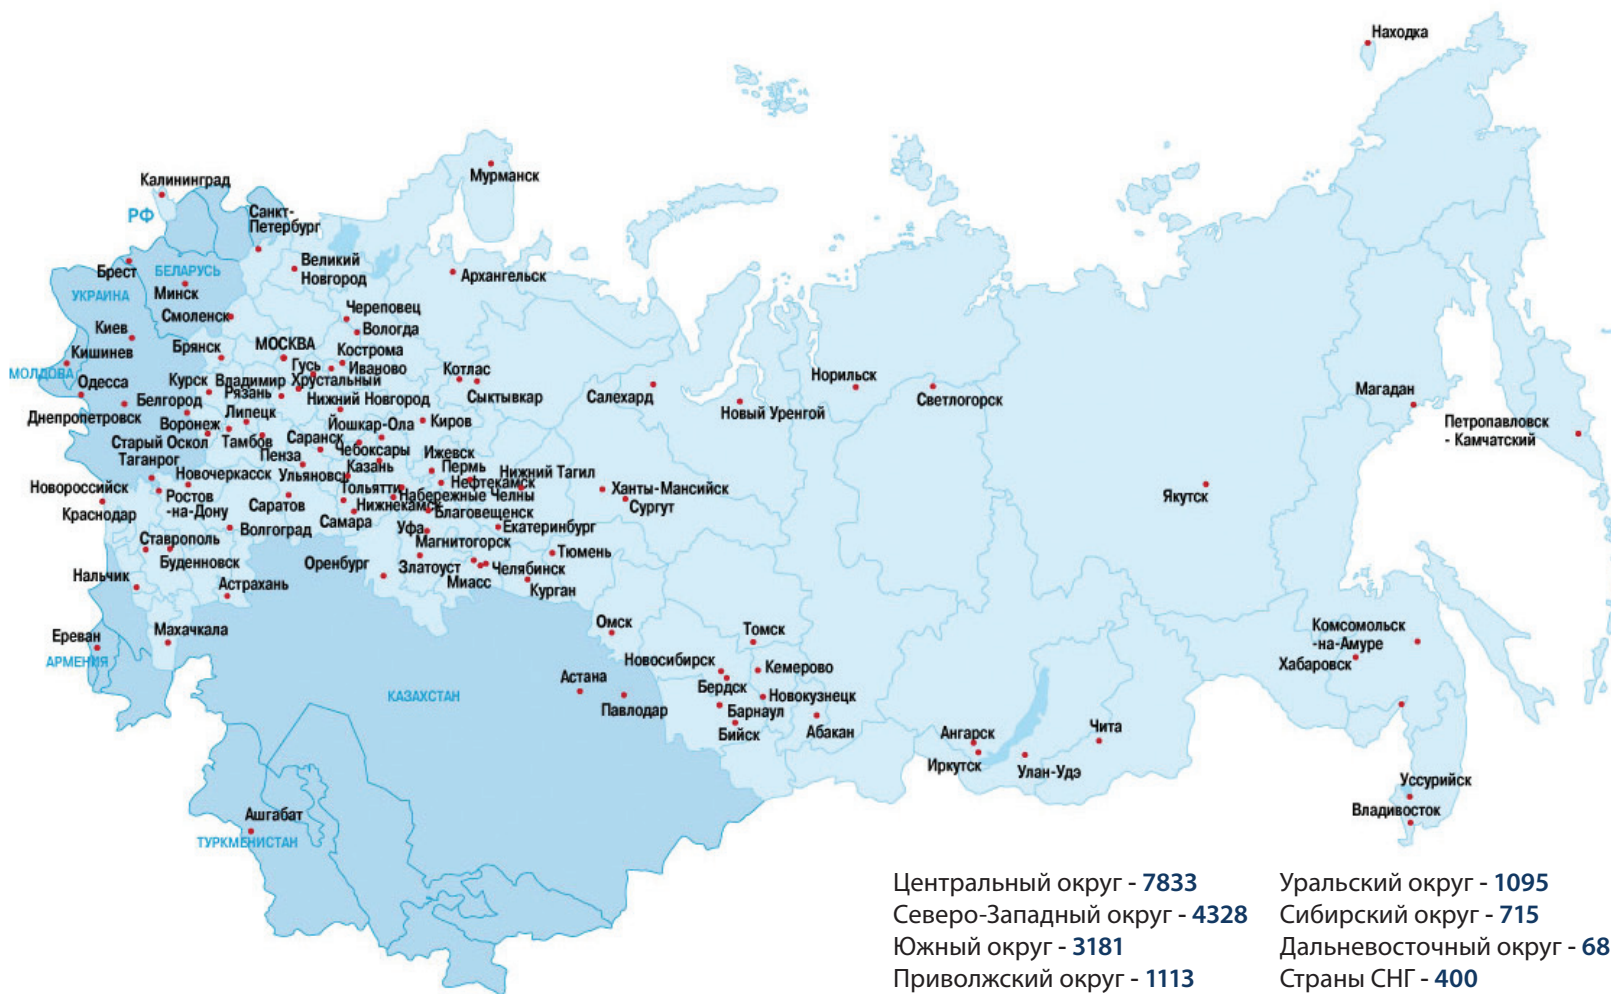 Находка
Мурманск
Калининград
РФ
Санкт-
Петербург
Великий
Новгород
Архангельск
Брест
БЕЛАРУСЬ
УКРАИНА
Минск
Смоленск
Череповец
Вологда
Киев
Кишинев
Брянск
МОСКВА
Кострома
Гусь
Хрустальный
Иваново
Котлас
Сыктывкар
МОЛДОВА
Одесса
Курск
Владимир
Рязань
Нижний Новгород
Белгород
Днепропетровск
Липецк
Воронеж
Йошкар-Ола
Киров
Салехард
Новый Уренгой
Норильск
Светлогорск
Магадан
Петропавловск
- Камчатский
Старый Оскол
Тамбов
Саранск
Чебоксары
Ижевск
Таганрог
Пенза
Казань
Пермь
Нижний Тагил
Новочеркасск
Ульяновск
Нефтекамск
Новороссийск
Ростов
-на-Дону
Тольятти
Набережные Челны
Ханты-Мансийск
Сургут
Якутск
Краснодар
Саратов
Нижнекамск
Благовещенск
Самара
Волгоград
Уфа
Екатеринбург
Ставрополь
Магнитогорск
Тюмень
Буденновск
Оренбург
Златоуст
Челябинск
Нальчик
Астрахань
Миасс
Курган
Ереван
АРМЕНИЯ
Махачкала
Омск
Томск
Комсомольск
-на-Амуре
Хабаровск
Новосибирск
Кемерово
КАЗАХСТАН
Астана
Бердск
Новокузнецк
Павлодар
Барнаул
Бийск
Абакан
Ангарск
Чита
Иркутск
Улан-Удэ
Уссурийск
Владивосток
Ашгабат
ТУРКМЕНИСТАН
Центральный округ - 7833
Северо-Западный округ - 4328
Южный округ - 3181
Приволжский округ - 1113
Уральский округ - 1095
Сибирский округ - 715
Дальневосточный округ - 68
Страны СНГ - 400